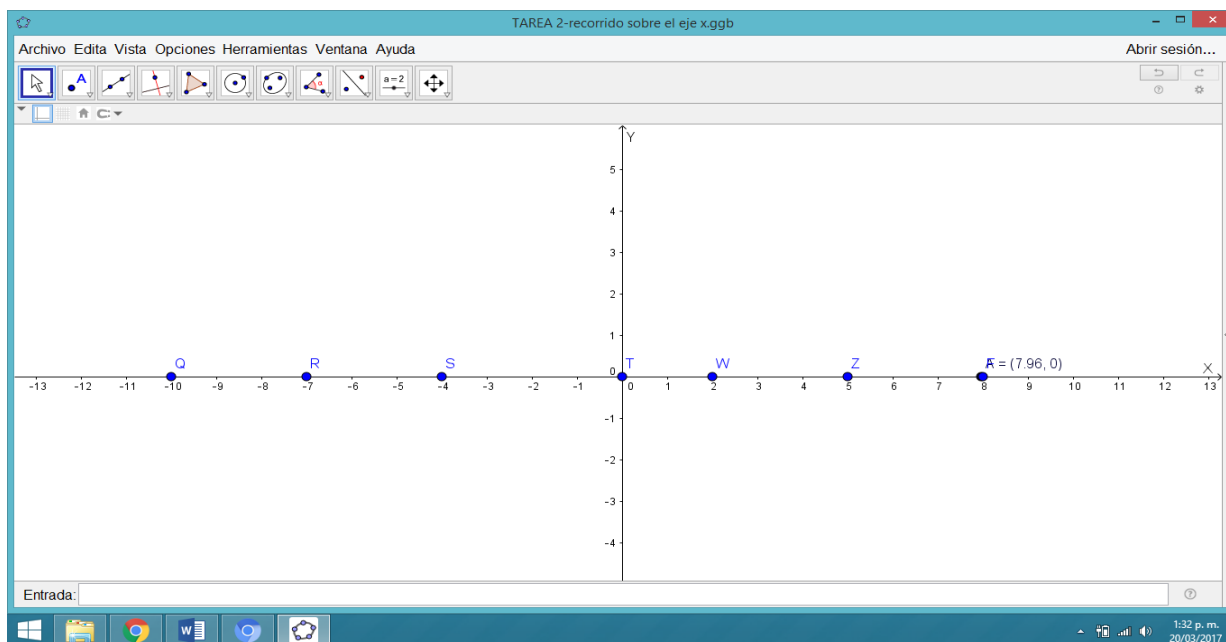 TAREA 2-recorrido sobre el eje x.ggb
Archivo Edita Vista Opciones Herramientas Ventana Ayuda
Abrir sesión...
A
a=2
Y
5
4
3
2
1
Q R S T W Z = (7.96, 0)
0
X
-13 -12 -11 -10 -9 -8 -7 -6 -5 -4 -3 -2 -1 0 1 2 3 4 5 6 7 8 9 10 11 12 13
-1
-2
-3
-4
Entrada:
1:32 p. m.
20/03/2017